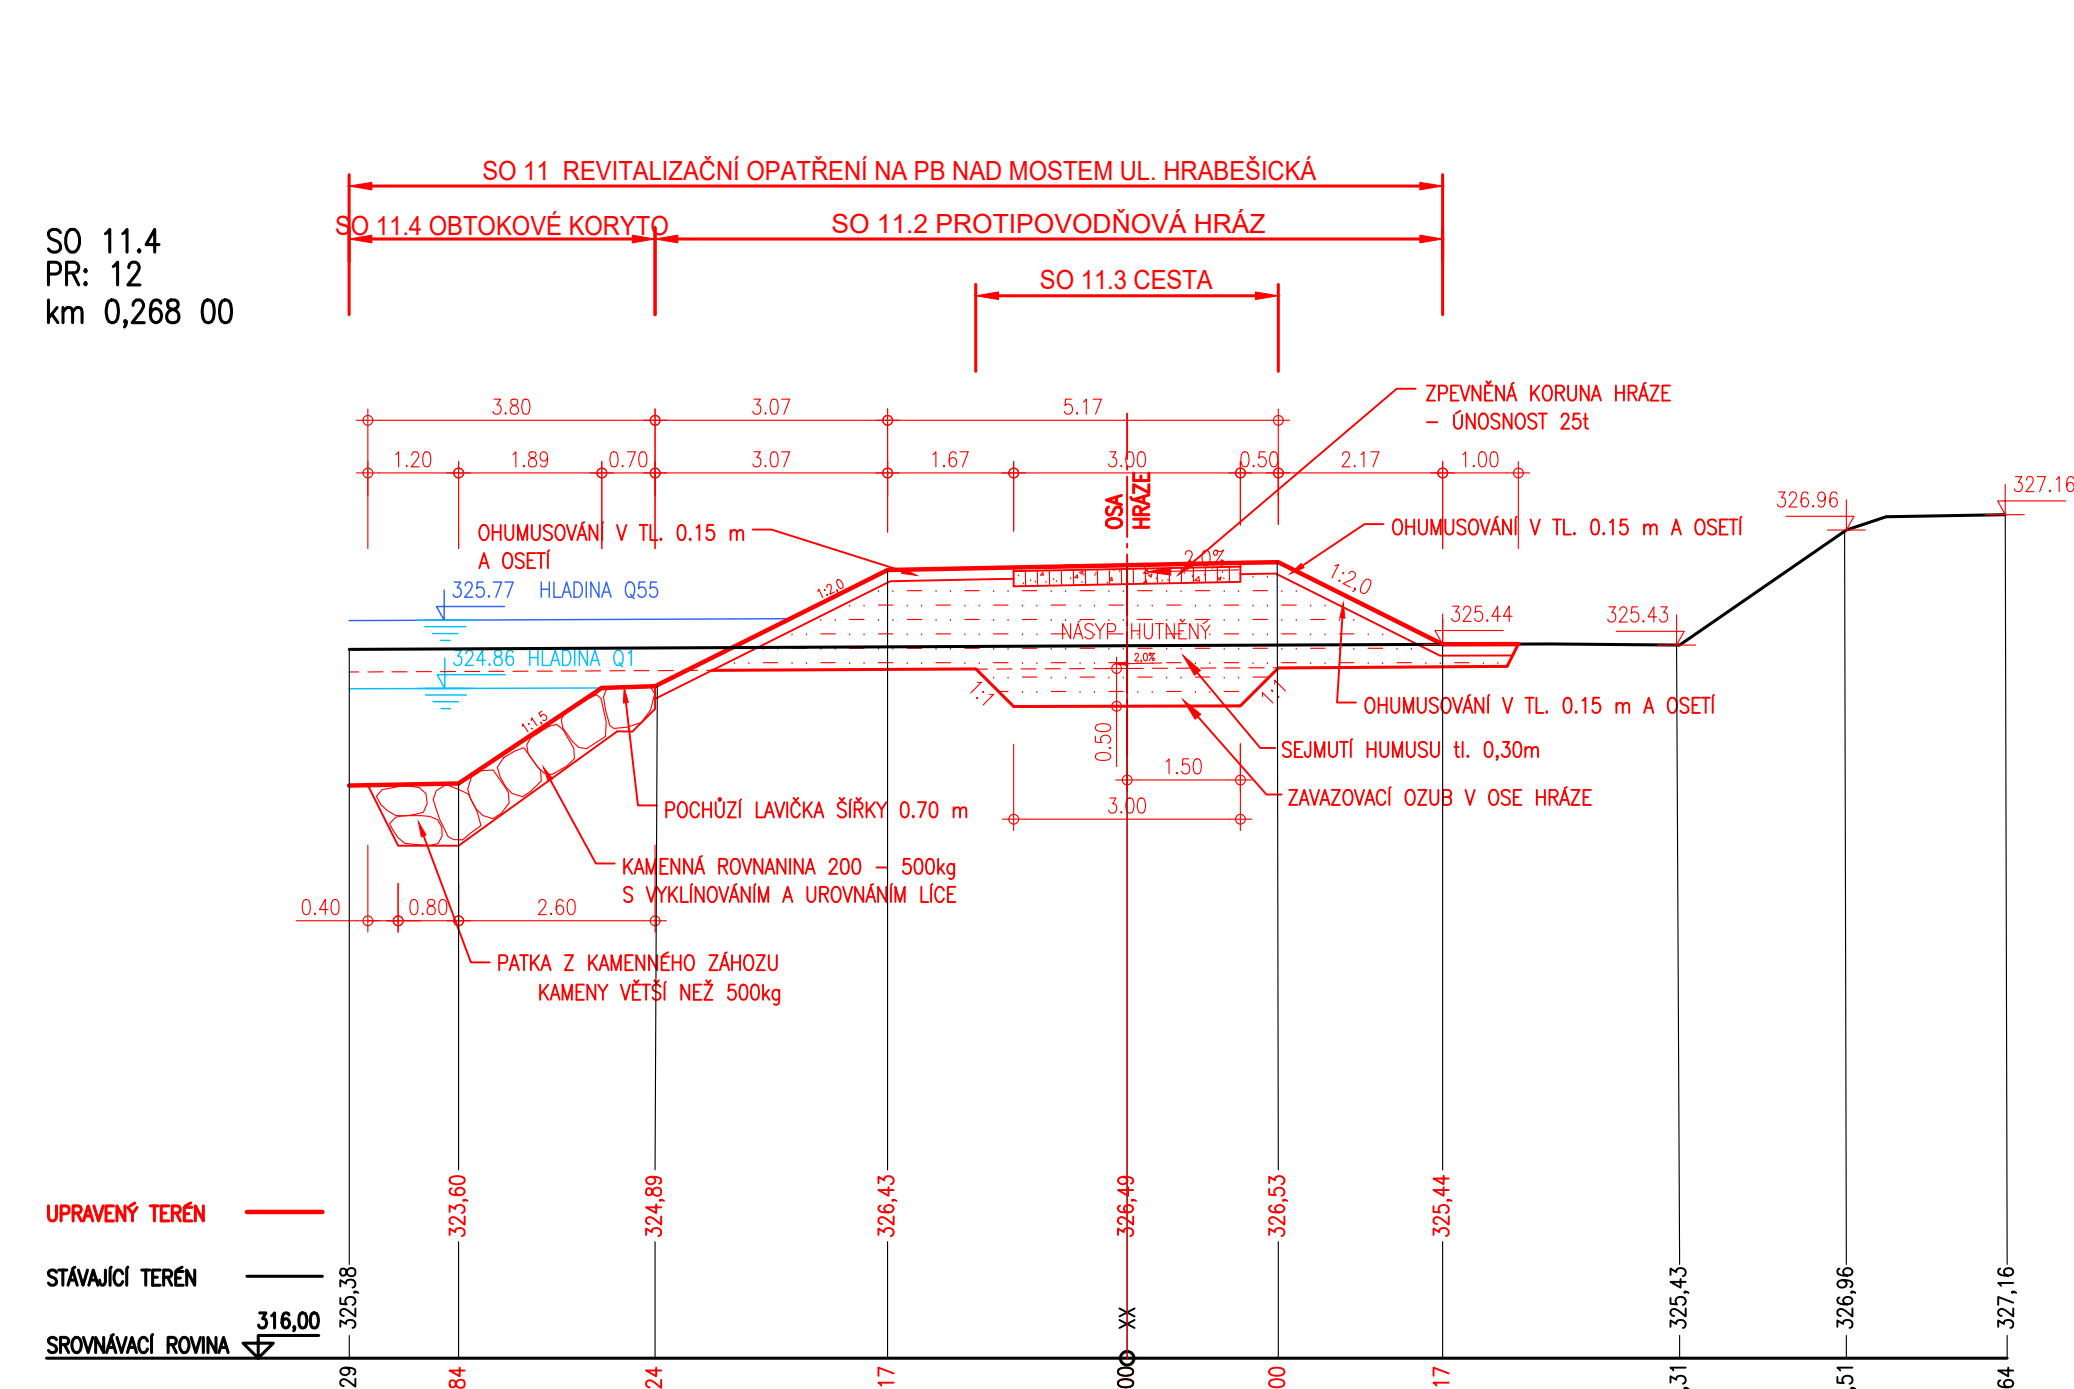 SO 11  REVITALIZAČNÍ OPATŘENÍ NA PB NAD MOSTEM UL. HRABEŠICKÁ
SO 11.4 OBTOKOVÉ KORYTO
SO 11.2 PROTIPOVODŇOVÁ HRÁZ
SO 11.3 CESTA
SO 11.4
PR: 12
km 0,268 00
3.80
3.07
5.17
1.20
1.89
0.70
3.07
1.67
3.00
0.50
2.17
1.00
ZPEVNĚNÁ KORUNA HRÁZE
– ÚNOSNOST 25t
OSA
HRÁZE
OHUMUSOVÁNÍ V TL. 0.15 m
A OSETÍ
OHUMUSOVÁNÍ V TL. 0.15 m A OSETÍ
326.96
327.16
2.0%
1:2,0
1:2,0
325.77  HLADINA Q55
325.44
325.43
NÁSYP HUTNĚNÝ
324.86 HLADINA Q1
2,0%
1:1
1:1
1:1,5
OHUMUSOVÁNÍ V TL. 0.15 m A OSETÍ
0.50
SEJMUTÍ HUMUSU tl. 0,30m
1.50
ZAVAZOVACÍ OZUB V OSE HRÁZE
3.00
POCHŮZÍ LAVIČKA ŠÍŘKY 0.70 m
KAMENNÁ ROVNANINA 200 – 500kg
S VYKLÍNOVÁNÍM A UROVNÁNÍM LÍCE
0.40
0.80
2.60
PATKA Z KAMENNÉHO ZÁHOZU
KAMENY VĚTŠÍ NEŽ 500kg
UPRAVENÝ TERÉN
323,60
324,89
326,43
326,49
326,53
325,44
STÁVAJÍCÍ TERÉN
325,38
XX
325,43
326,96
327,16
316,00
SROVNÁVACÍ ROVINA
29
84
24
17
00
00
17
,31
,51
64